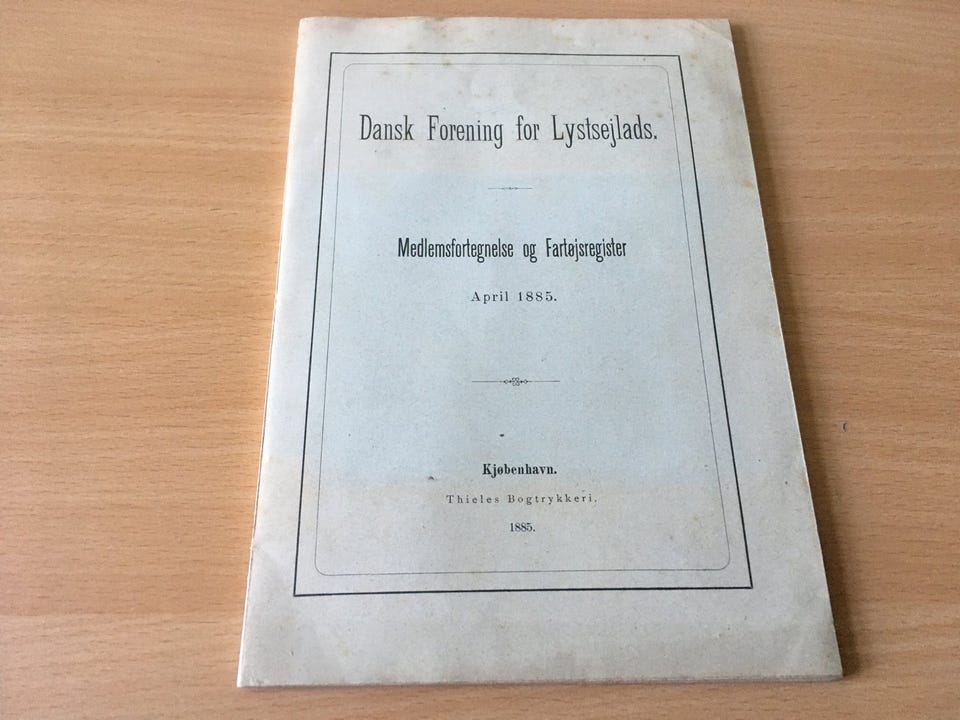 Dansk Forening for Lystsejlads.
Medlemsfortegnelse og Fartøjsregister
April 1885.
Kjøbenhavn.
Thieles Bogtrykkeri.
1885.